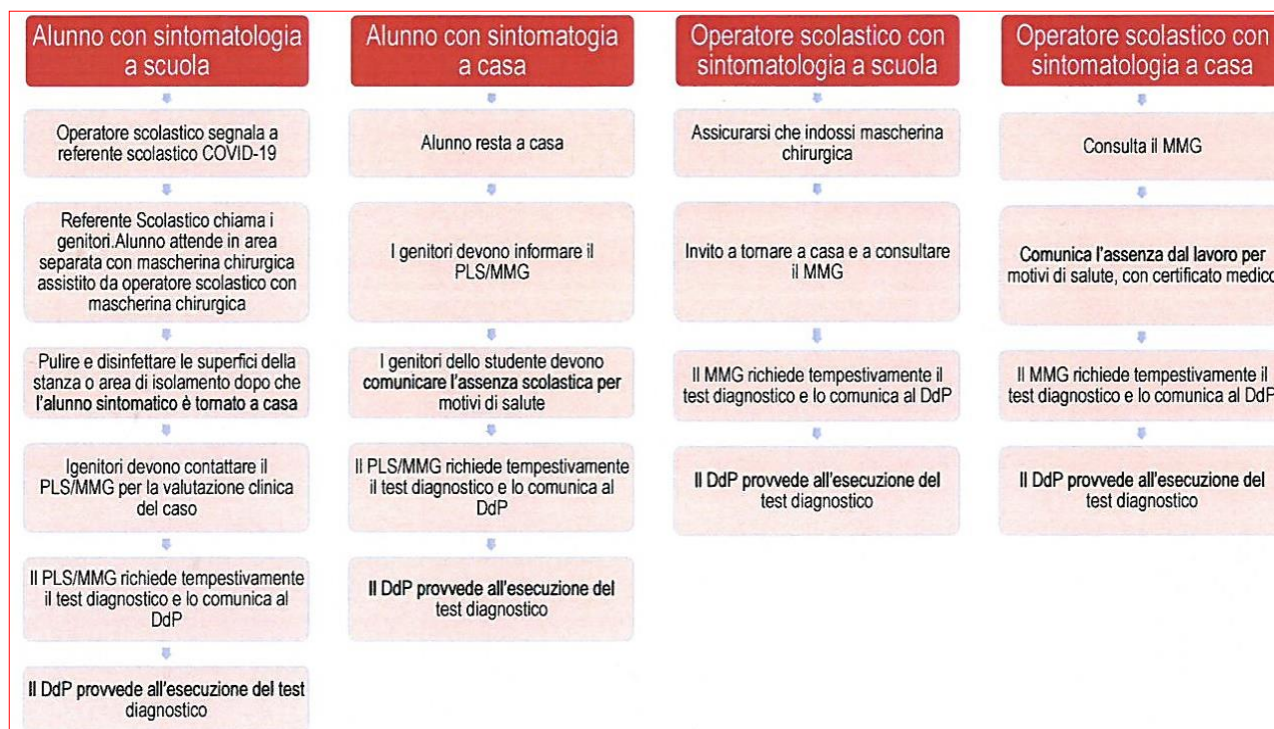 Alunno con sintomatologia
a scuola
Operatore scolastico segnala a
referente scolastico COVID-19
Referente Scolastico chiama i
genitori.Alunno attende in area
separata con mascherina chirurgica
assistito da operatore scolastico con
mascherina chirurgica
Pulire e disinfettare le superfici della
stanza o area di isolamento dopo che
l'alunno sintomatico è tornato a casa
Igenitori devono contattare il
PLS/MMG per la valutazione clinica
del caso
Il PLS/MMG richiede tempestivamente
il test diagnostico e lo comunica al
DdP
Il DdP provvede all'esecuzione del test
diagnostico
Alunno con sintomatogia
a casa
Alunno resta a casa
I genitori devono informare il
PLS/MMG
I genitori dello studente devono
comunicare l'assenza scolastica per
motivi di salute
Il PLS/MMG richiede tempestivamente
il test diagnostico e lo comunica al
DdP
Il DdP provvede all'esecuzione del
test diagnostico
Operatore scolastico con
sintomatologia a scuola
Assicurarsi che indossi mascherina
chirurgica
Invito a tornare a casa e a consultare
il MMG
Il MMG richiede tempestivamente il
test diagnostico e lo comunica al DdP
Il DdP provvede all'esecuzione del
test diagnostico
Operatore scolastico con
sintomatologia a casa
Consulta il MMG
Comunica l'assenza dal lavoro per
motivi di salute, con certificato medico
Il MMG richiede tempestivamente il
test diagnostico e lo comunica al DdP
Il DdP provvede all'esecuzione del
test diagnostico